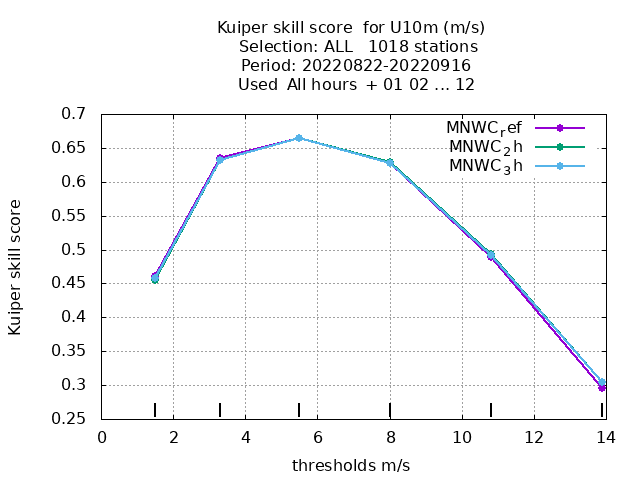 Kuiper skill score  for U10m (m/s)
Selection: ALL   1018 stations
Period: 20220822-20220916
Used  All hours  + 01 02 ... 12
MNWC_ref
MNWC_2h
MNWC_3h
0.7
0.65
0.6
0.55
0.5
0.45
0.4
0.35
0.3
0.25
Kuiper skill score
0 2 4 6 8 10 12 14
thresholds m/s